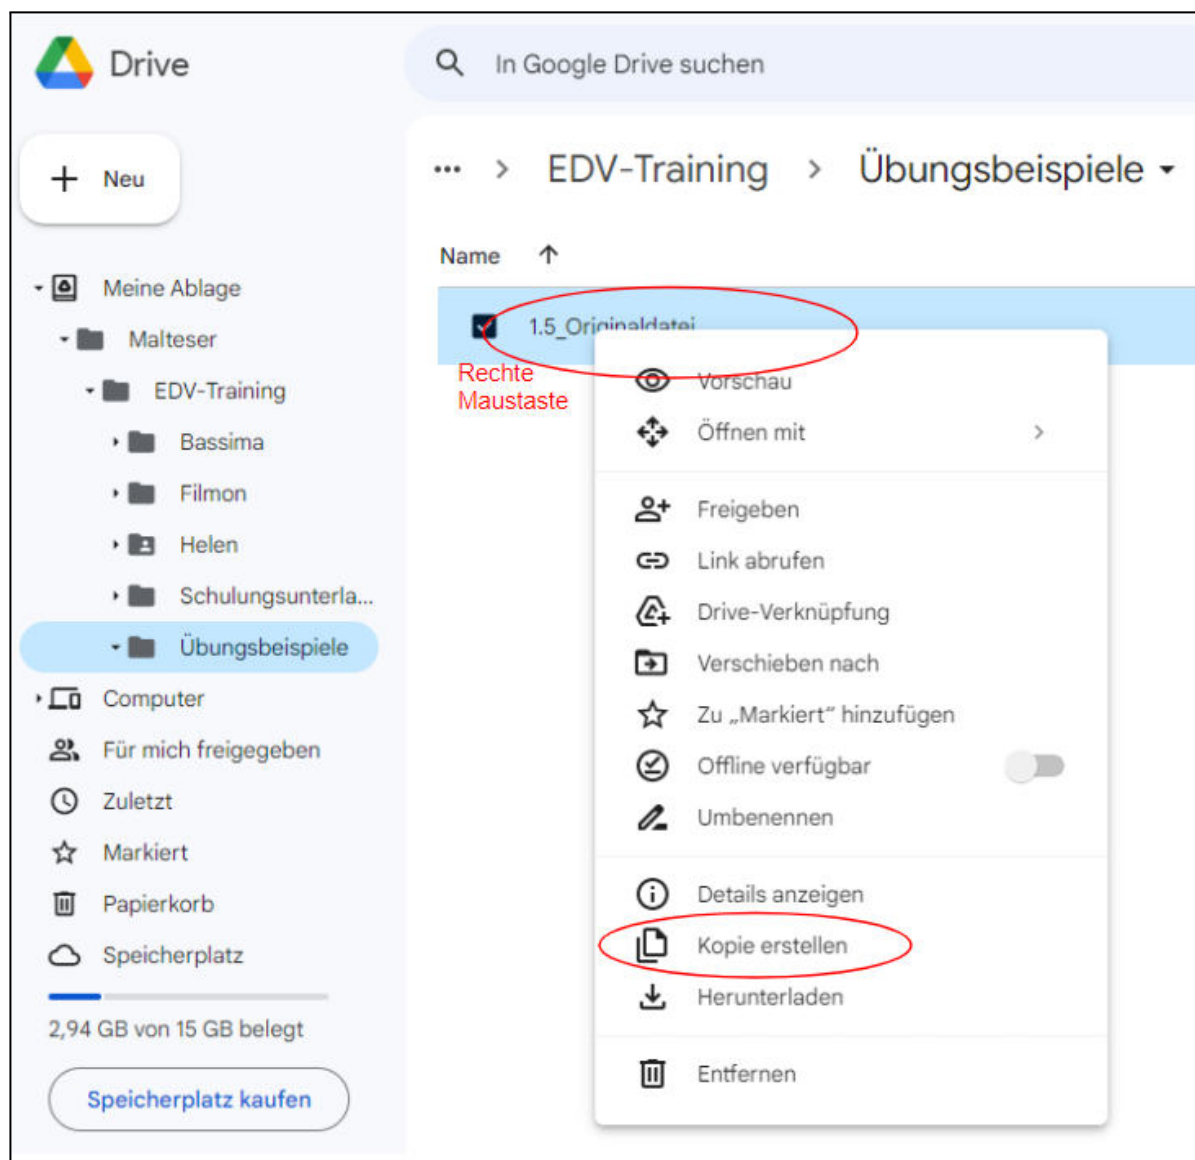 Drive
In Google Drive suchen
Neu
EDV-Training
Übungsbeispiele
Name
Meine Ablage
Malteser
EDV-Training
Bassima
Filmon
Helen
Schulungsunterla...
Übungsbeispiele
Computer
Für mich freigegeben
Zuletzt
Markiert
Papierkorb
Speicherplatz
2,94 GB von 15 GB belegt
Speicherplatz kaufen
1.5_Originaldatei
Rechte
Maustaste
Vorschau
Öffnen mit
Freigeben
Link abrufen
Drive-Verknüpfung
Verschieben nach
Zu „Markiert“ hinzufügen
Offline verfügbar
Umbenennen
Details anzeigen
Kopie erstellen
Herunterladen
Entfernen